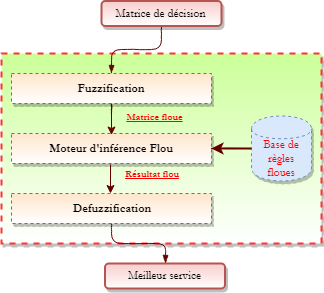 Matrice de décision
Fuzzification
Matrice floue
Moteur d'inférence Flou
Base de
règles
floues
Résultat flou
Defuzzification
Meilleur service